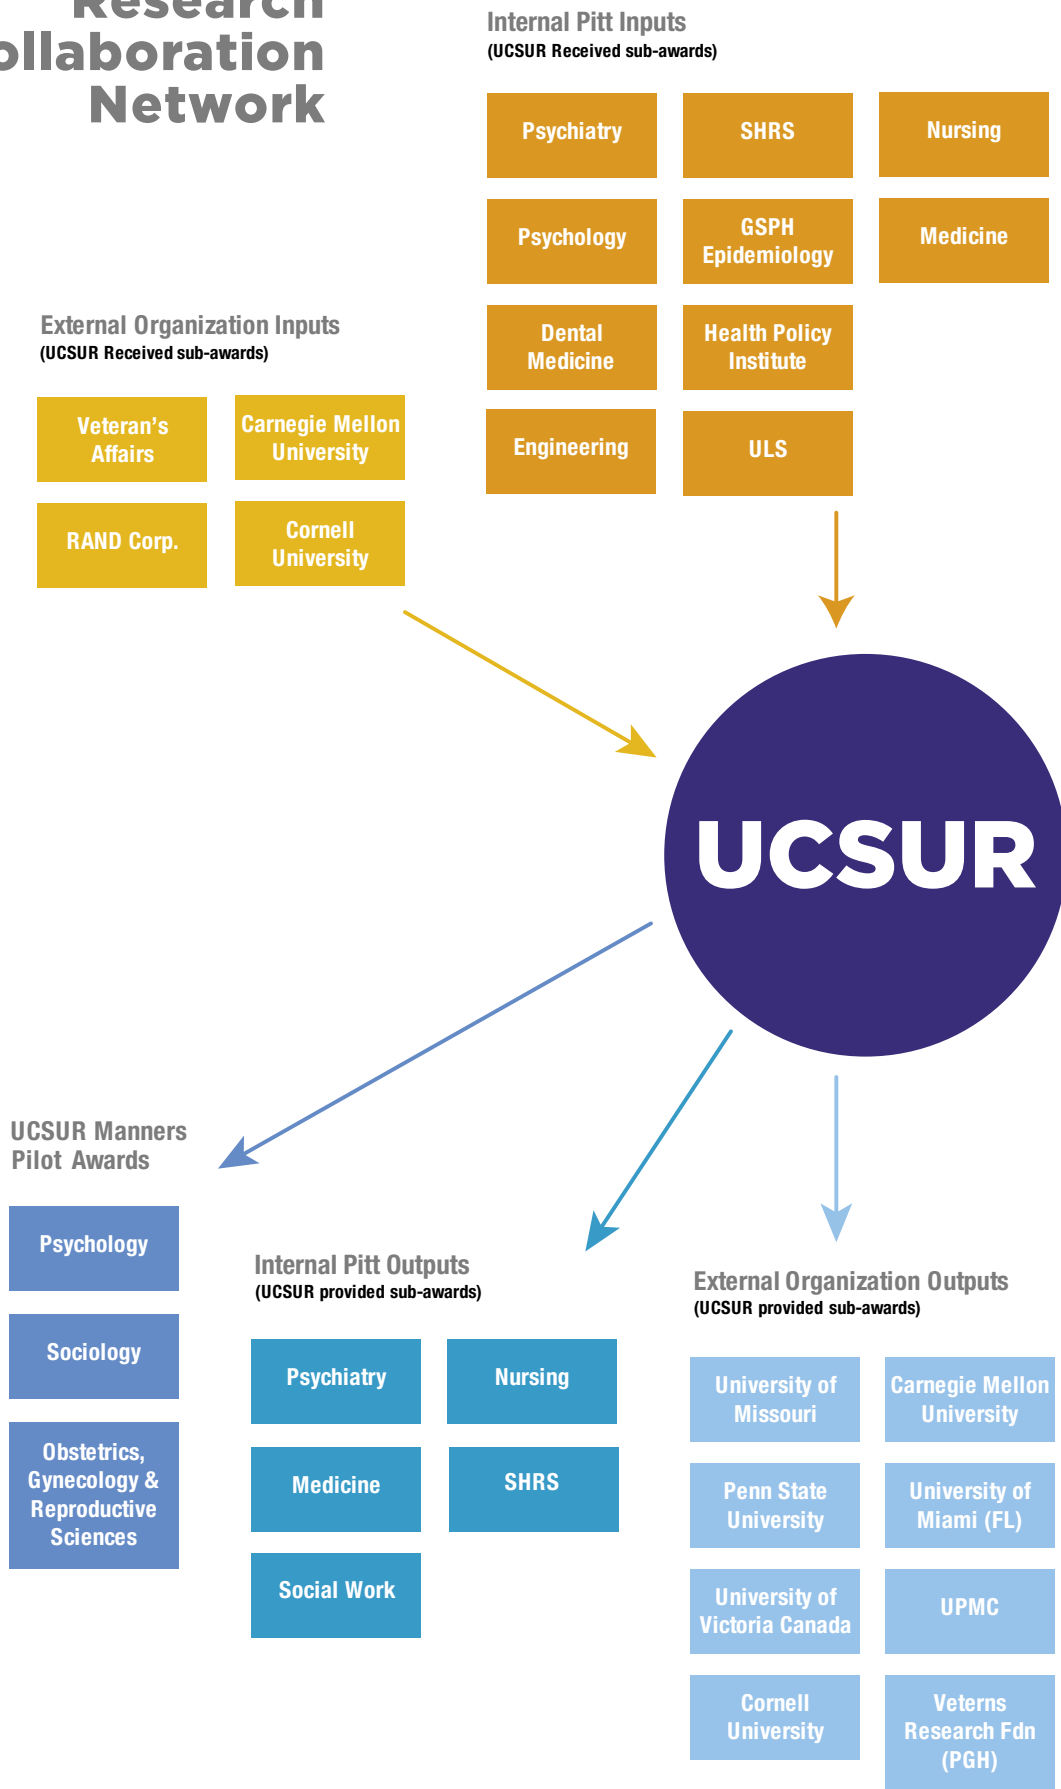 Research
ollaboration
Network
Internal Pitt Inputs
(UCSUR Received sub-awards)
Psychiatry
SHRS
Nursing
Psychology
GSPH
Epidemiology
Medicine
Dental
Medicine
Health Policy
Institute
Engineering
ULS
External Organization Inputs
(UCSUR Received sub-awards)
Veteran’s
Affairs
Carnegie Mellon
University
RAND Corp.
Cornell
University
UCSUR
UCSUR Manners
Pilot Awards
Psychology
Sociology
Obstetrics,
Gynecology &
Reproductive
Sciences
Internal Pitt Outputs
(UCSUR provided sub-awards)
Psychiatry
Nursing
Medicine
SHRS
Social Work
External Organization Outputs
(UCSUR provided sub-awards)
University of
Missouri
Carnegie Mellon
University
Penn State
University
University of
Miami (FL)
University of
Victoria Canada
UPMC
Cornell
University
Veterns
Research Fdn
(PGH)